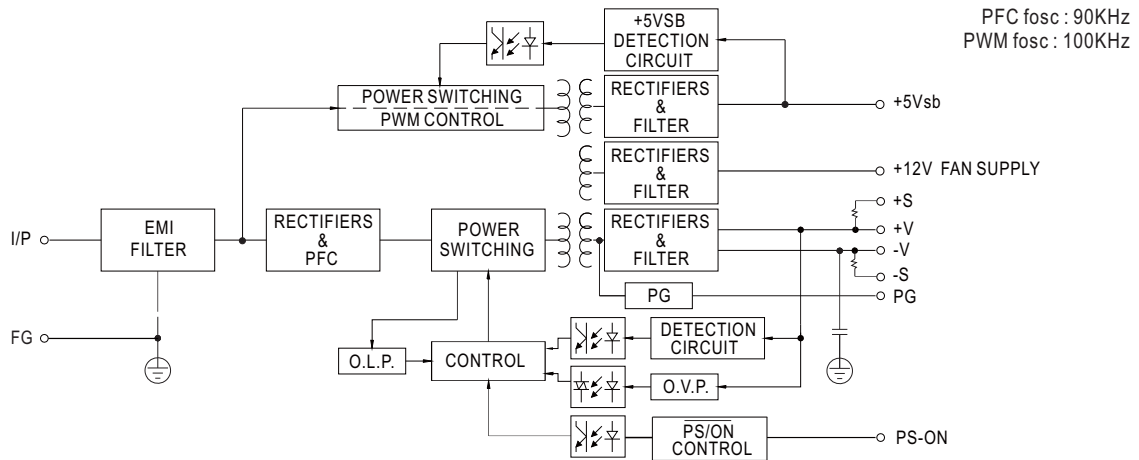 PFC fosc : 90KHz
PWM fosc : 100KHz
+5VSB
DETECTION
CIRCUIT
POWER SWITCHING
PWM CONTROL
RECTIFIERS
&
FILTER
+5Vsb
RECTIFIERS
&
FILTER
+12V FAN SUPPLY
I/P
EMI
FILTER
RECTIFIERS
&
PFC
POWER
SWITCHING
RECTIFIERS
&
FILTER
+S
+V
-V
-S
PG
PG
FG
O.L.P.
CONTROL
DETECTION
CIRCUIT
O.V.P.
PS/ON
CONTROL
PS-ON